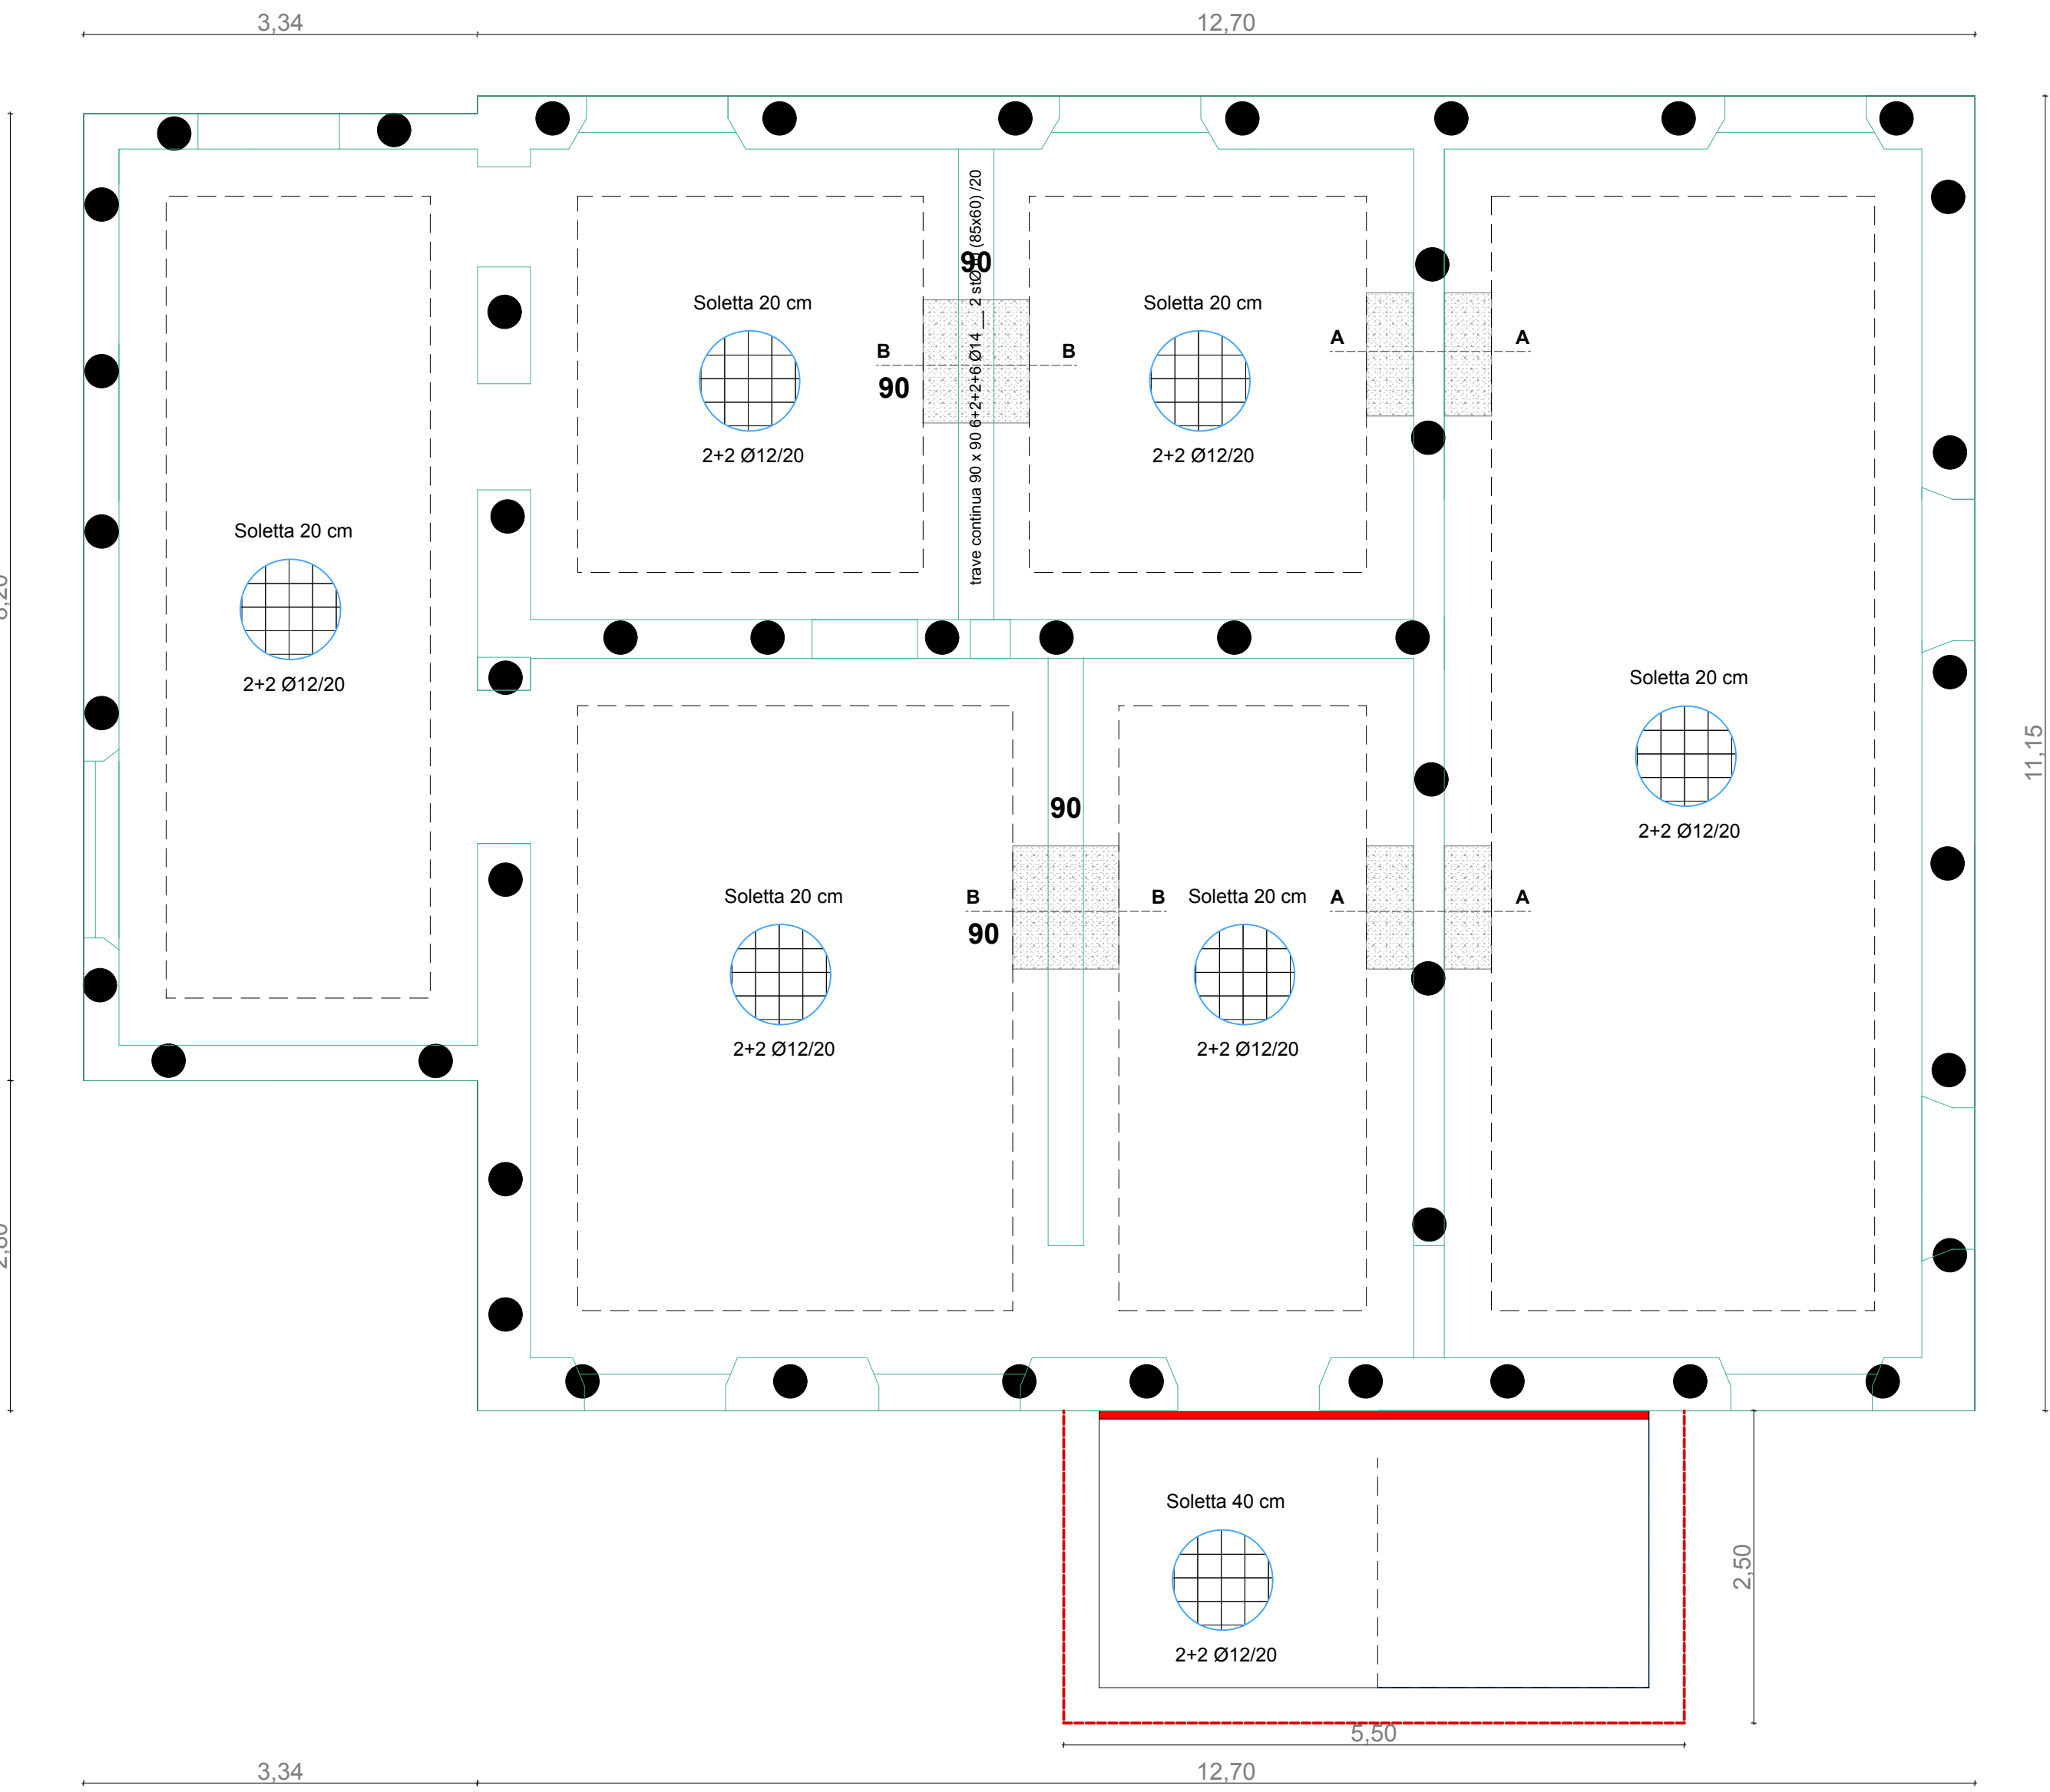 3,34
12,70
trave continua 90 x 90 6+2+2+6 Ø14
(85x60) /20
90
Soletta 20 cm
Soletta 20 cm
A
A
B
B
90
2+2 Ø12/20
2+2 Ø12/20
Soletta 20 cm
2+2 Ø12/20
Soletta 20 cm
2+2 Ø12/20
11,15
90
Soletta 20 cm
B
B
Soletta 20 cm
A
A
90
2+2 Ø12/20
2+2 Ø12/20
Soletta 40 cm
2+2 Ø12/20
2,50
5,50
3,34
12,70